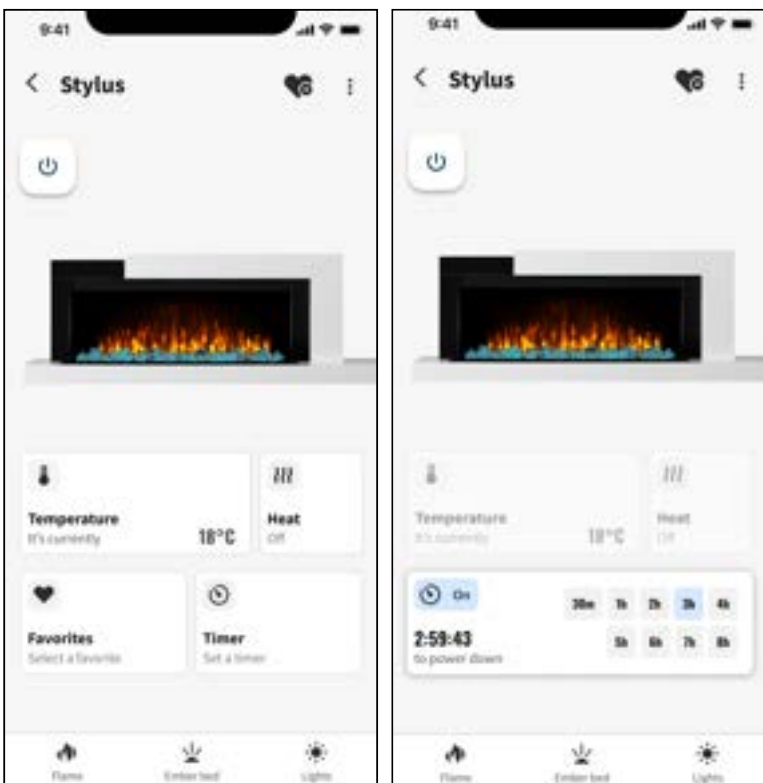 9:41
Stylus
Temperature
It's currently
18°C
Heat
Off
Favorites
Select a favorite
Timer
Set a timer
Flame
Ember bed
Lights
9:41
Stylus
Temperature
It's currently
18°C
Heat
Off
On
30m 1h 2h 3h 4h
2:59:43
to power down
5h 6h 7h 8h
Flame
Ember bed
Lights